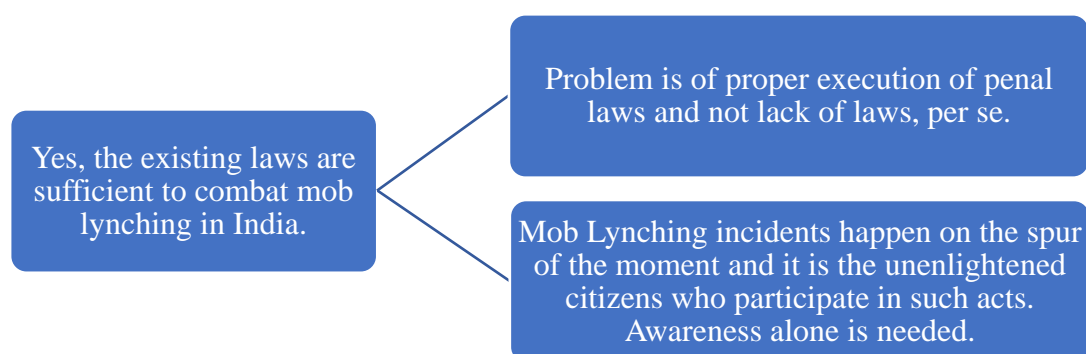 Yes, the existing laws are
sufficient to combat mob
lynching in India.
Problem is of proper execution of penal
laws and not lack of laws, per se.
Mob Lynching incidents happen on the spur
of the moment and it is the unenlightened
citizens who participate in such acts.
Awareness alone is needed.